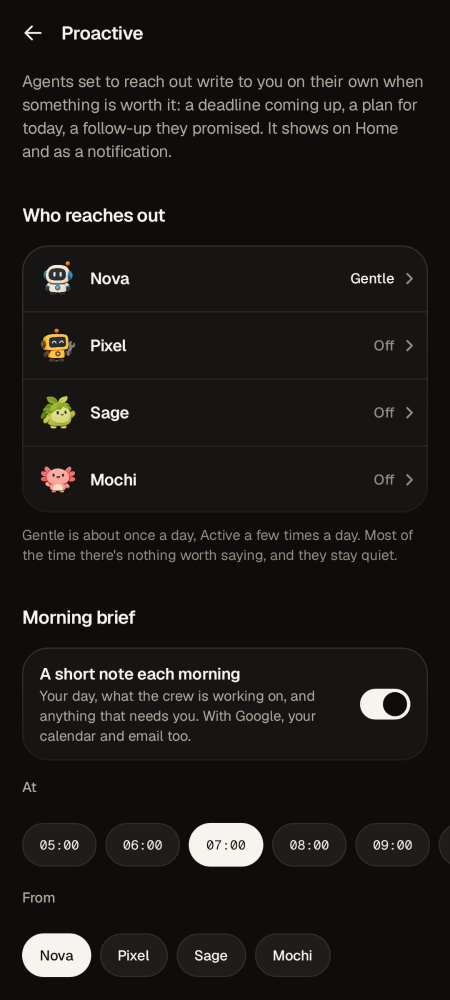 Proactive
Agents set to reach out write to you on their own when
something is worth it: a deadline coming up, a plan for
today, a follow-up they promised. It shows on Home
and as a notification.
Who reaches out
Nova Gentle
Pixel Off
Sage Off
Mochi Off
Gentle is about once a day, Active a few times a day. Most of
the time there's nothing worth saying, and they stay quiet.
Morning brief
A short note each morning
Your day, what the crew is working on, and
anything that needs you. With Google, your
calendar and email too.
At
05:00 06:00 07:00 08:00 09:00
From
Nova Pixel Sage Mochi